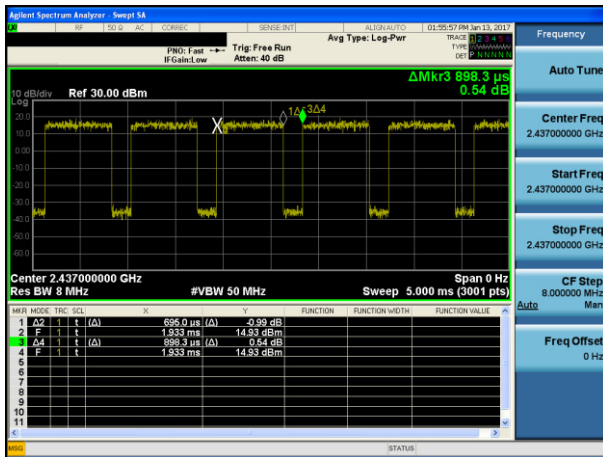 Agilent Spectrum Analyzer - Swept SA
RF 50 Ω AC CORREC SENSE:INT ALIGN AUTO 01:55:57 PM Jan 13, 2017
PNO: Fast Trig: Free Run Avg Type: Log-Pwr TRACE 1 2 3 4 5 6
IFGain:Low Atten: 40 dB TYPE
DET P N N N N N
ΔMkr3 898.3 µs
0.54 dB
10 dB/div Ref 30.00 dBm
Log
20.0
10.0
0.00
-10.0
-20.0
-30.0
-40.0
-50.0
-60.0
3Δ4
Center 2.437000000 GHz Span 0 Hz
Res BW 8 MHz #VBW 50 MHz Sweep 5.000 ms (3001 pts)
MKR MODE TRC SCL X Y FUNCTION FUNCTION WIDTH FUNCTION VALUE
1 Δ2 1 t (Δ) 695.0 µs (Δ) -0.99 dB
2 F 1 t 1.933 ms 14.93 dBm
3 Δ4 1 t (Δ) 898.3 µs (Δ) 0.54 dB
4 F 1 t 1.933 ms 14.93 dBm
5
6
7
8
9
10
11
MSG STATUS
Frequency
Auto Tune
Center Freq
2.437000000 GHz
Start Freq
2.437000000 GHz
Stop Freq
2.437000000 GHz
CF Step
8.000000 MHz
Auto Man
Freq Offset
0 Hz